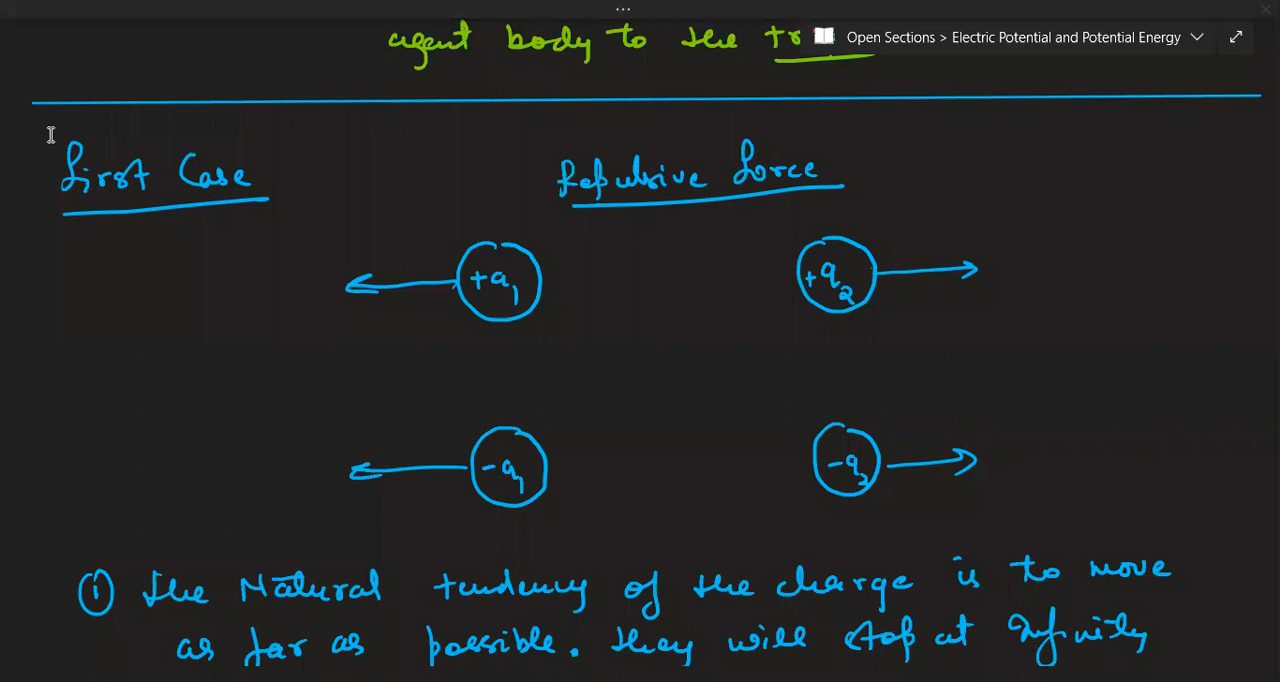 ...
agent body to the
Open Sections > Electric Potential and Potential Energy
First Case
Repulsive force
+q1
+q2
-q1
-q2
① the Natural tendency of the charge is to move
as far as possible. they will stop at Infinity